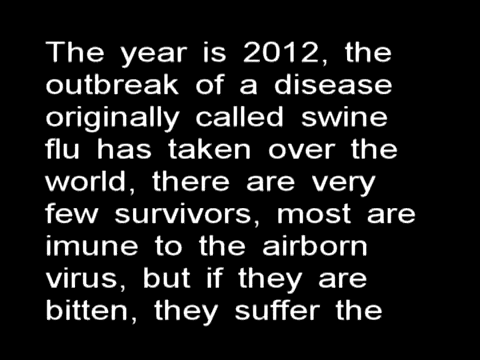 The year is 2012, the
outbreak of a disease
originally called swine
flu has taken over the
world, there are very
few survivors, most are
imune to the airborn
virus, but if they are
bitten, they suffer the